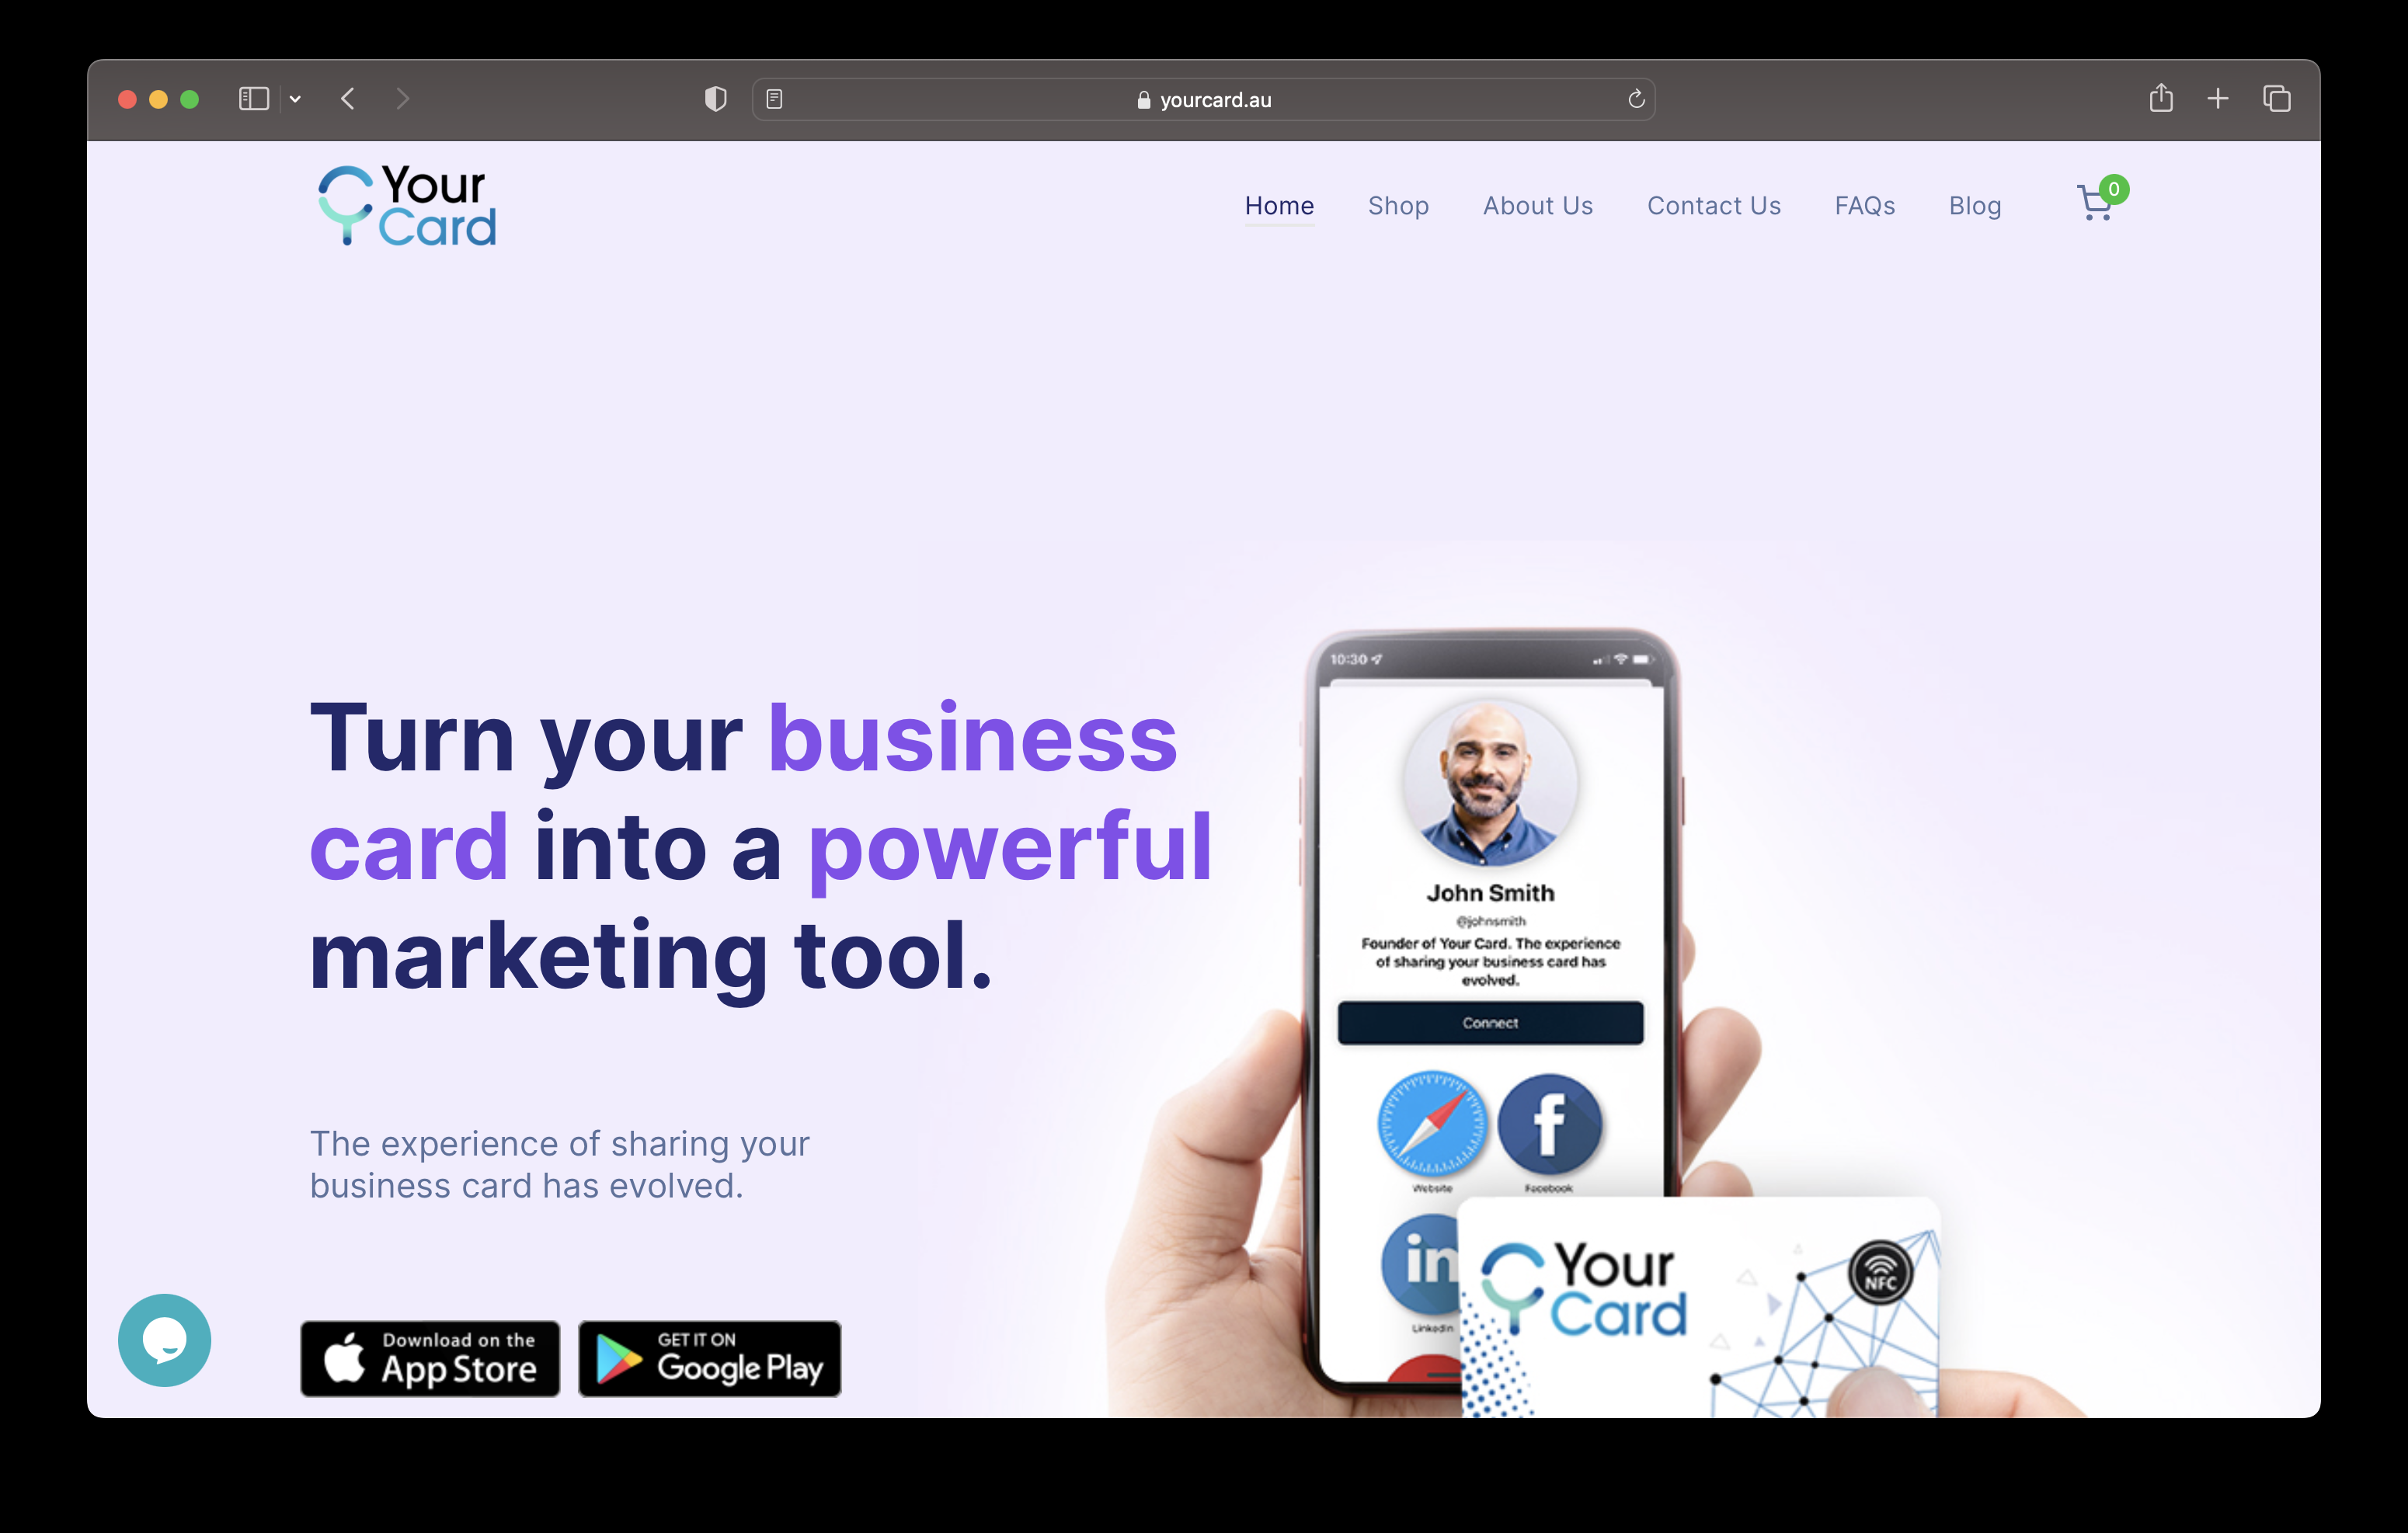 yourcard.au
Your
Card
Home
Shop
About Us
Contact Us
FAQs
Blog
0
Turn your business
card into a powerful
marketing tool.
The experience of sharing your
business card has evolved.
Download on the
App Store
GET IT ON
Google Play
10:30
John Smith
@johnsmith
Founder of Your Card. The experience
of sharing your business card has
evolved.
Connect
Website
Facebook
f
in
LinkedIn
Your
Card
NFC